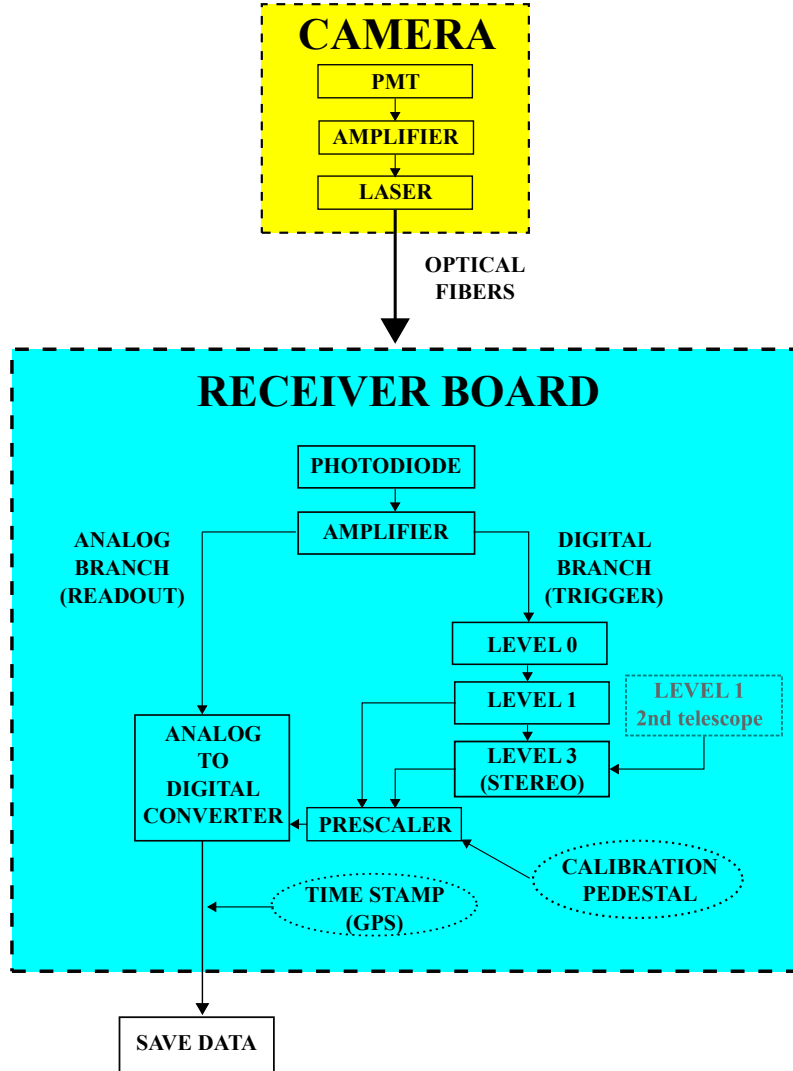 CAMERA
PMT
AMPLIFIER
LASER
OPTICAL
FIBERS
RECEIVER BOARD
PHOTODIODE
AMPLIFIER
ANALOG
BRANCH
(READOUT)
DIGITAL
BRANCH
(TRIGGER)
LEVEL 0
LEVEL 1
LEVEL 1
2nd telescope
LEVEL 3
(STEREO)
ANALOG
TO
DIGITAL
CONVERTER
PRESCALER
CALIBRATION
PEDESTAL
TIME STAMP
(GPS)
SAVE DATA